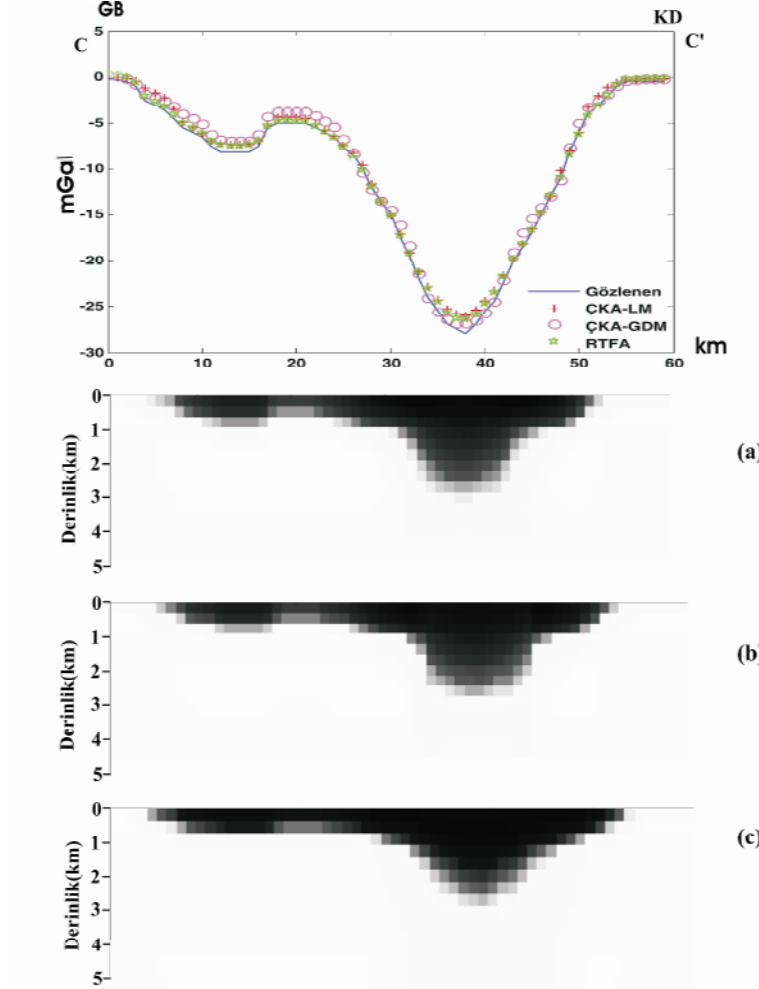 GB
KD
C
C'
5
0
-5
-10
-15
-20
-25
-30
mGal
Gözlenen
ÇKA-LM
ÇKA-GDM
RTFA
0 10 20 30 40 50 60
km
0
1
2
3
4
5
Derinlik(km)
(a)
0
1
2
3
4
5
Derinlik(km)
(b)
0
1
2
3
4
5
Derinlik(km)
(c)